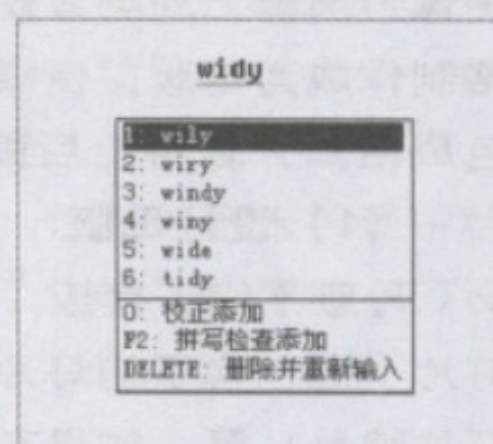 widy
1: wily
2: wiry
3: windy
4: winy
5: wide
6: tidy
0: 校正添加
F2: 拼写检查添加
DELETE: 删除并重新输入